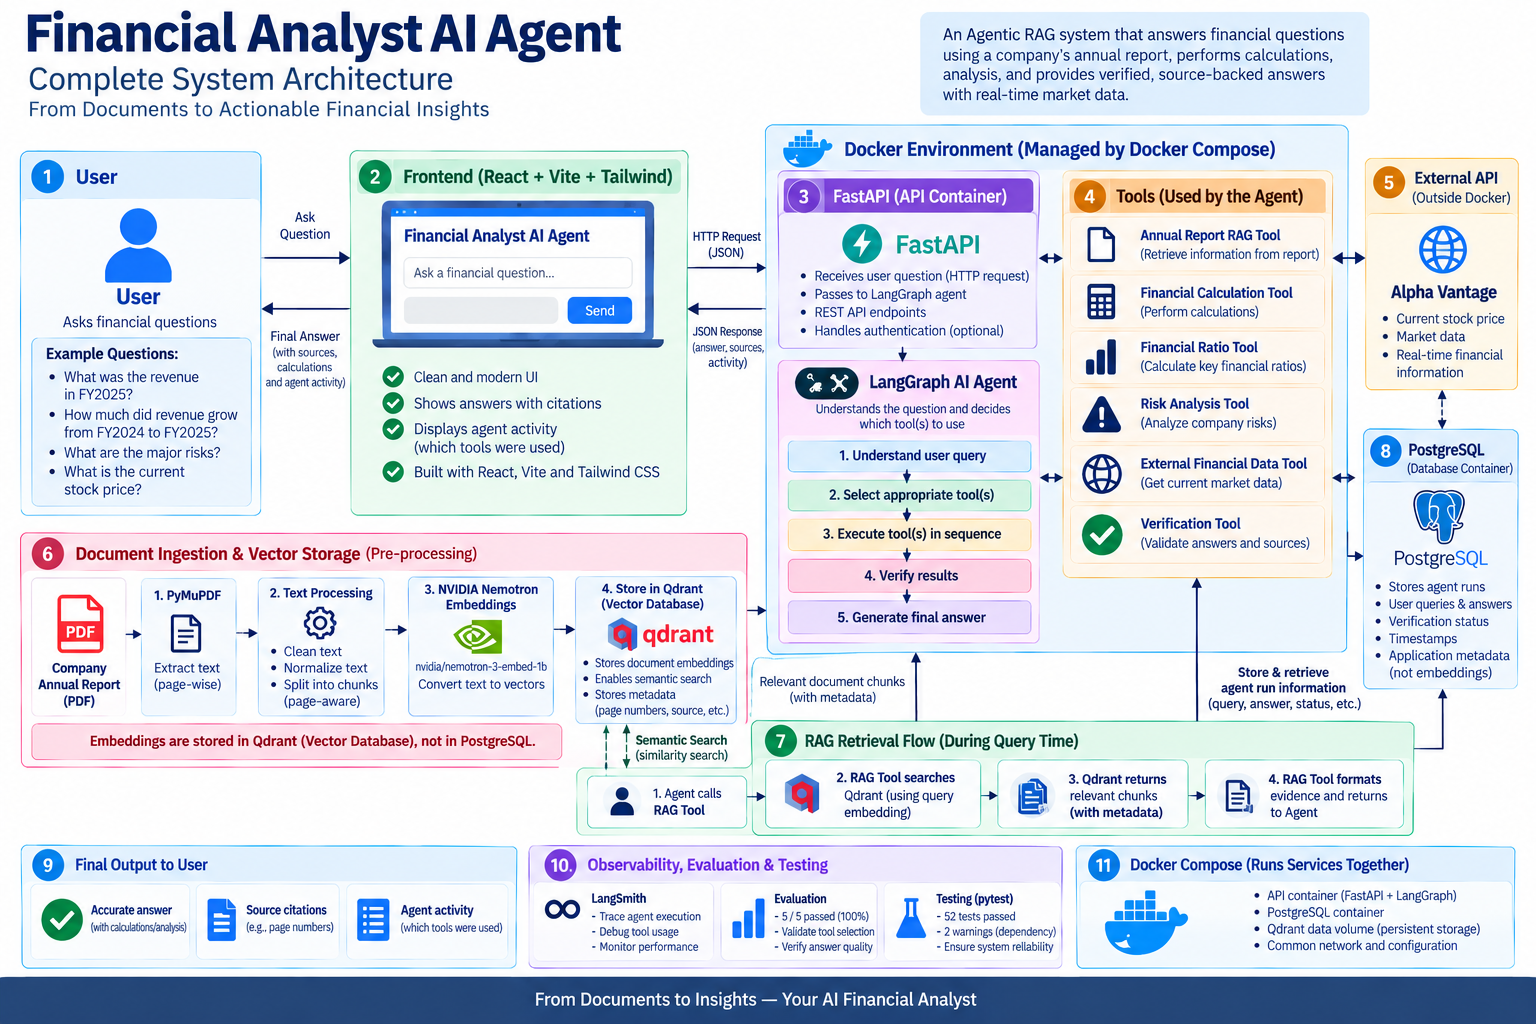 Financial Analyst AI Agent
Complete System Architecture
From Documents to Actionable Financial Insights
An Agentic RAG system that answers financial questions
using a company's annual report, performs calculations,
analysis, and provides verified, source-backed answers
with real-time market data.
1 User
User
Asks financial questions
Example Questions:
• What was the revenue
in FY2025?
• How much did revenue grow
from FY2024 to FY2025?
• What are the major risks?
• What is the current
stock price?
Ask
Question
Final Answer
(with sources,
calculations
and agent activity)
2 Frontend (React + Vite + Tailwind)
Financial Analyst AI Agent
Ask a financial question...
Send
Clean and modern UI
Shows answers with citations
Displays agent activity
(which tools were used)
Built with React, Vite and Tailwind CSS
HTTP Request
(JSON)
JSON Response
(answer, sources,
activity)
Docker Environment (Managed by Docker Compose)
3 FastAPI (API Container)
FastAPI
• Receives user question (HTTP request)
• Passes to LangGraph agent
• REST API endpoints
• Handles authentication (optional)
LangGraph AI Agent
Understands the question and decides
which tool(s) to use
1. Understand user query
2. Select appropriate tool(s)
3. Execute tool(s) in sequence
4. Verify results
5. Generate final answer
4 Tools (Used by the Agent)
Annual Report RAG Tool
(Retrieve information from report)
Financial Calculation Tool
(Perform calculations)
Financial Ratio Tool
(Calculate key financial ratios)
Risk Analysis Tool
(Analyze company risks)
External Financial Data Tool
(Get current market data)
Verification Tool
(Validate answers and sources)
5 External API
(Outside Docker)
Alpha Vantage
• Current stock price
• Market data
• Real-time financial
information
8 PostgreSQL
(Database Container)
PostgreSQL
• Stores agent runs
• User queries & answers
• Verification status
• Timestamps
• Application metadata
(not embeddings)
6 Document Ingestion & Vector Storage (Pre-processing)
PDF
Company
Annual Report
(PDF)
1. PyMuPDF
Extract text
(page-wise)
2. Text Processing
• Clean text
• Normalize text
• Split into chunks
(page-aware)
3. NVIDIA Nemotron
Embeddings
nvidia/nemotron-3-embed-1b
Convert text to vectors
4. Store in Qdrant
(Vector Database)
qdrant
• Stores document embeddings
• Enables semantic search
• Stores metadata
(page numbers, source, etc.)
Embeddings are stored in Qdrant (Vector Database), not in PostgreSQL.
Semantic Search
(similarity search)
Relevant document chunks
(with metadata)
Store & retrieve
agent run information
(query, answer, status, etc.)
7 RAG Retrieval Flow (During Query Time)
1. Agent calls
RAG Tool
2. RAG Tool searches
Qdrant (using query
embedding)
3. Qdrant returns
relevant chunks
(with metadata)
4. RAG Tool formats
evidence and returns
to Agent
9 Final Output to User
Accurate answer
(with calculations/analysis)
Source citations
(e.g., page numbers)
Agent activity
(which tools were used)
10. Observability, Evaluation & Testing
LangSmith
- Trace agent execution
- Debug tool usage
- Monitor performance
Evaluation
- 5 / 5 passed (100%)
- Validate tool selection
- Verify answer quality
Testing (pytest)
- 52 tests passed
- 2 warnings (dependency)
- Ensure system reliability
11 Docker Compose (Runs Services Together)
• API container (FastAPI + LangGraph)
• PostgreSQL container
• Qdrant data volume (persistent storage)
• Common network and configuration
From Documents to Insights — Your AI Financial Analyst